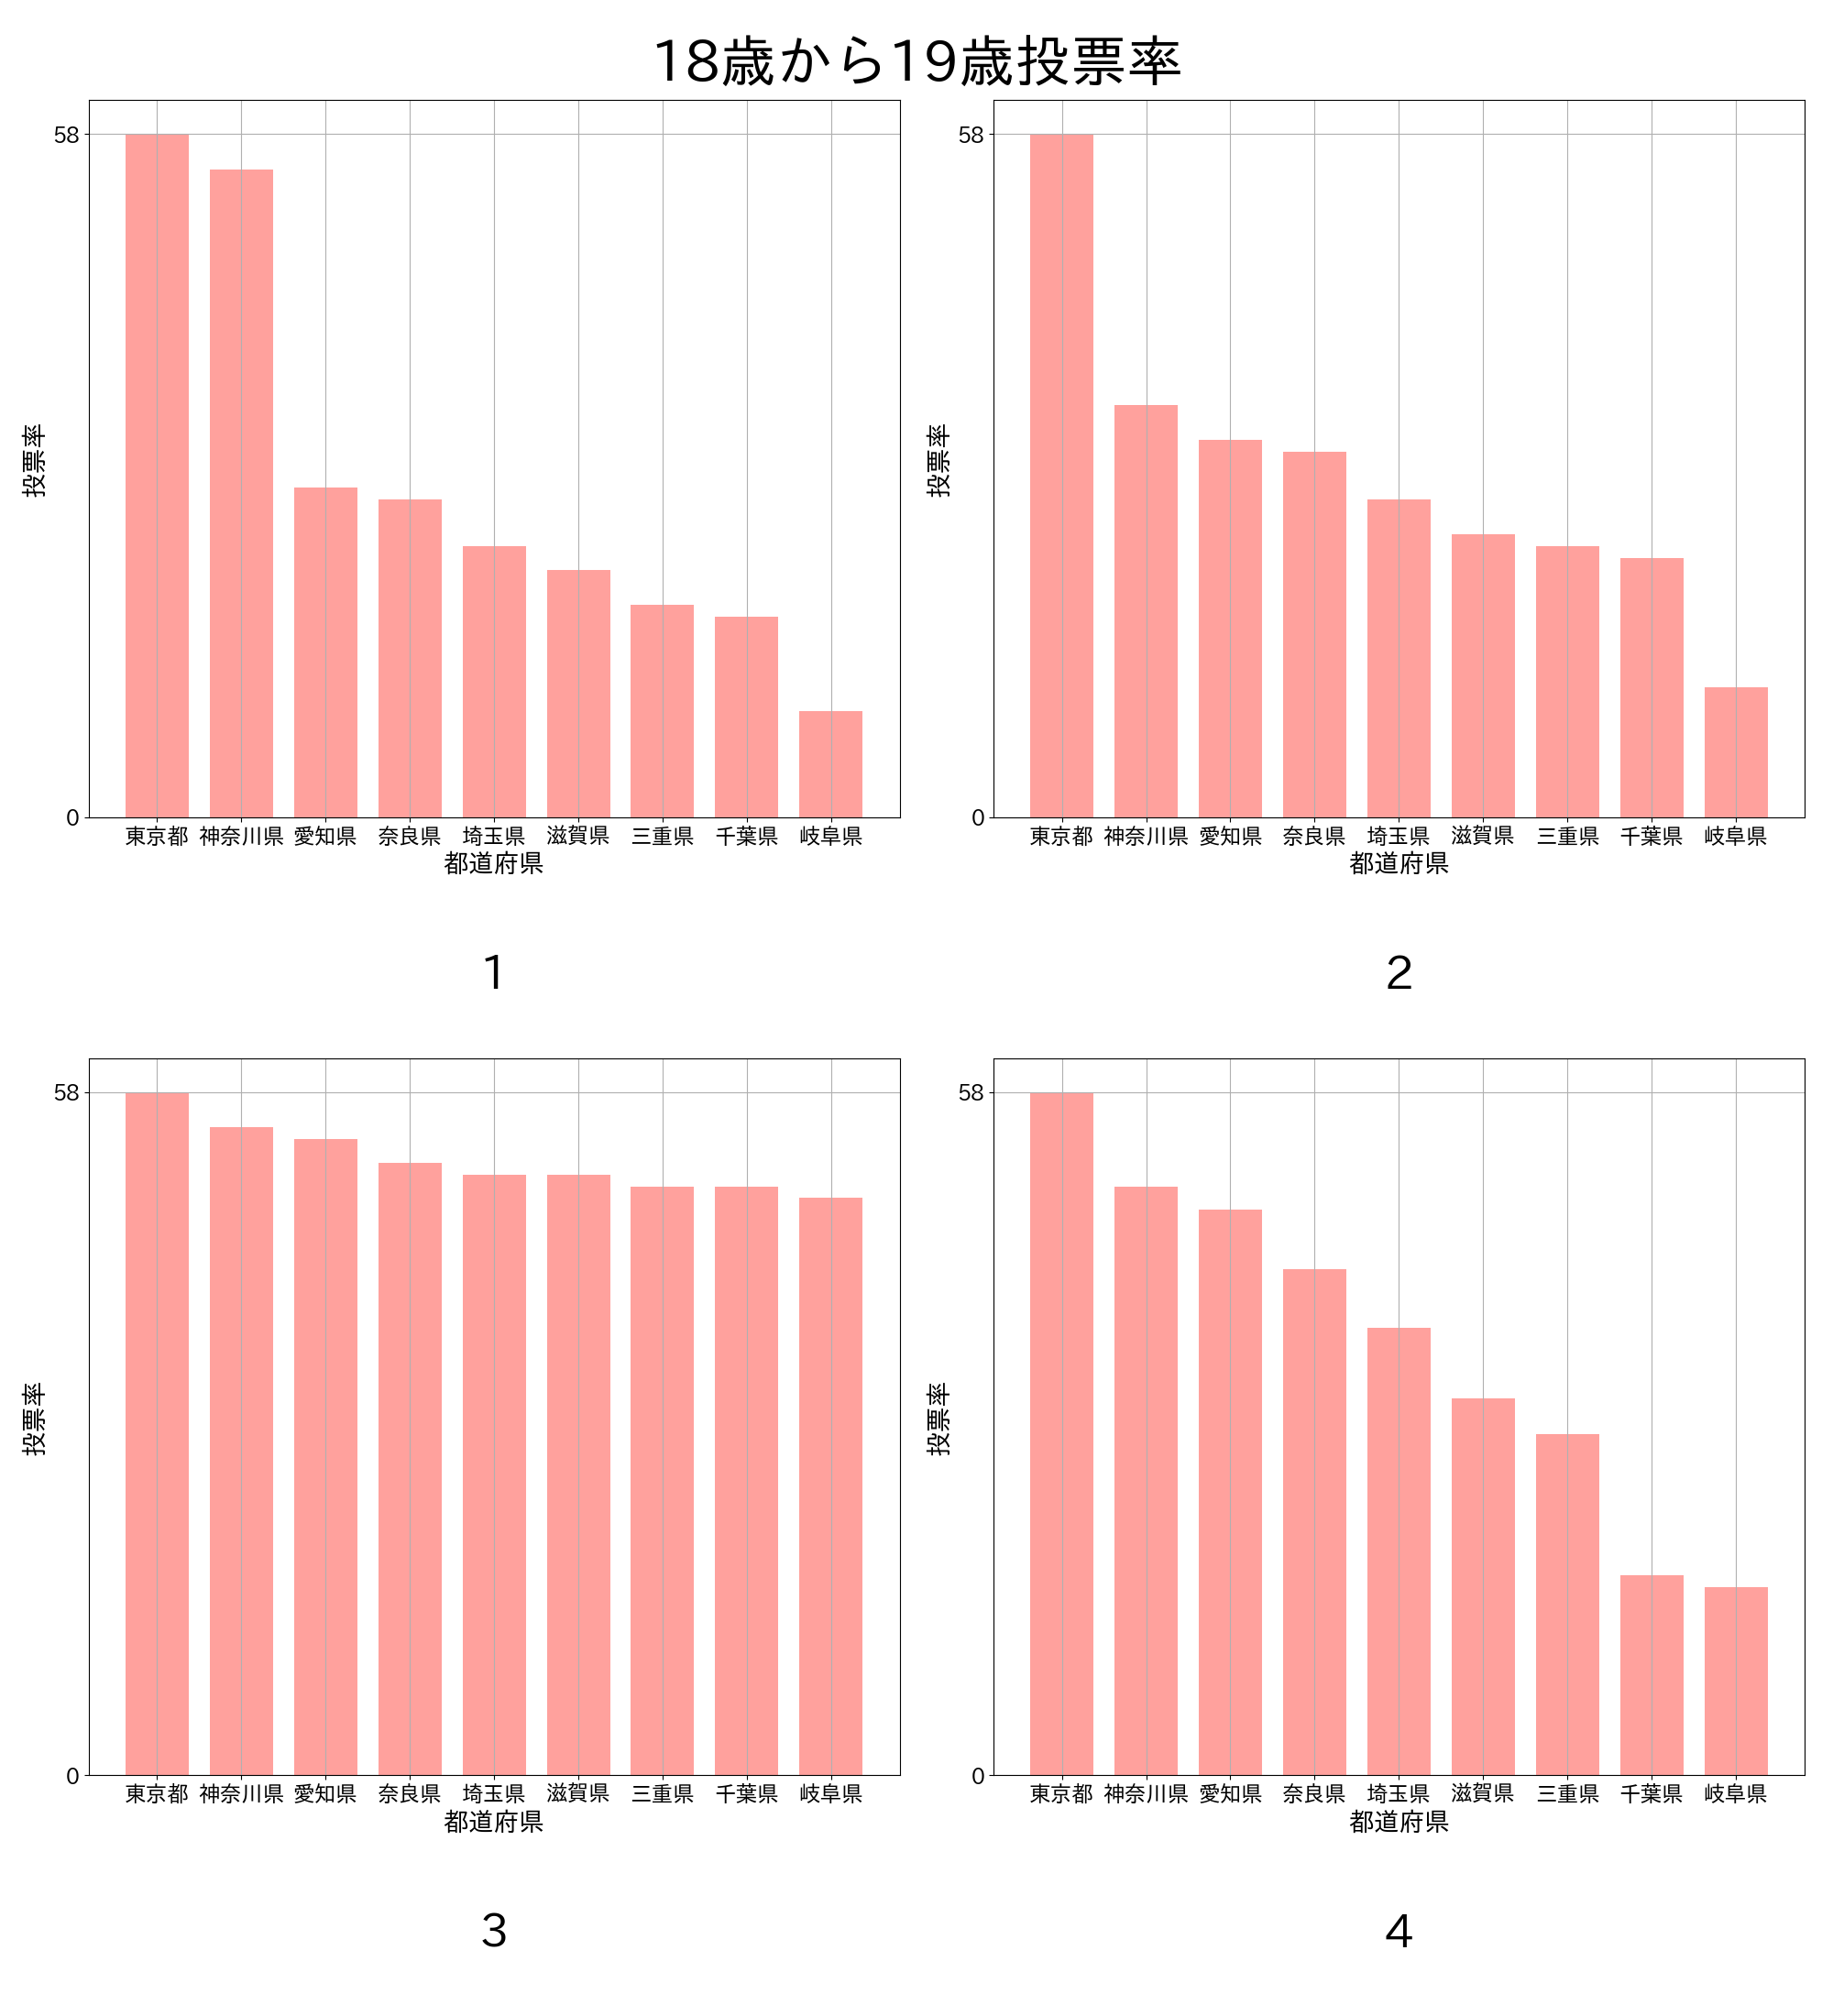 18歳から19歳投票率
58
0
投票率
東京都 神奈川県 愛知県 奈良県 埼玉県 滋賀県 三重県 千葉県 岐阜県
都道府県
1
58
0
投票率
東京都 神奈川県 愛知県 奈良県 埼玉県 滋賀県 三重県 千葉県 岐阜県
都道府県
2
58
0
投票率
東京都 神奈川県 愛知県 奈良県 埼玉県 滋賀県 三重県 千葉県 岐阜県
都道府県
3
58
0
投票率
東京都 神奈川県 愛知県 奈良県 埼玉県 滋賀県 三重県 千葉県 岐阜県
都道府県
4